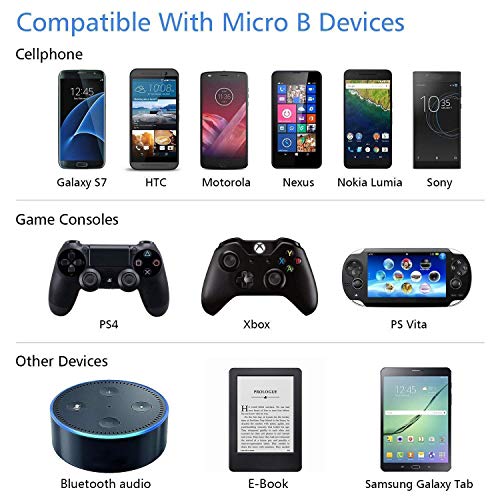 Compatible With Micro B Devices
Cellphone
Galaxy S7
HTC
Motorola
Nexus
Nokia Lumia
Sony
Game Consoles
PS4
Xbox
PS Vita
Other Devices
PROLOGUE
Bluetooth audio
E-Book
Samsung Galaxy Tab